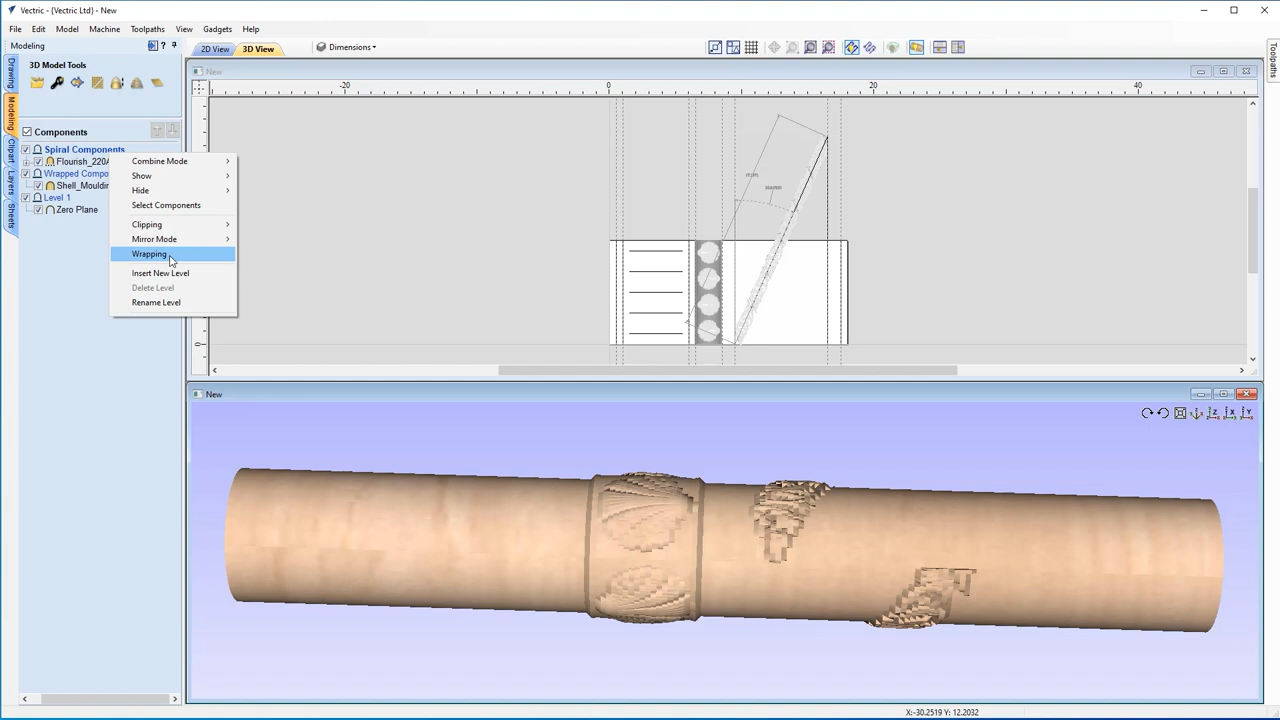 Vectric - {Vectric Ltd} - New
File Edit Model Machine Toolpaths View Gadgets Help
Modeling
2D View 3D View Dimensions
3D Model Tools
Components
Spiral Components
Flourish_220A
Wrapped Compo
Shell_Mouldin
Level 1
Zero Plane
Combine Mode
Show
Hide
Select Components
Clipping
Mirror Mode
Wrapping
Insert New Level
Delete Level
Rename Level
Drawing
Modeling
Clipart
Layers
Sheets
Toolpaths
New
-20 0 20 40
0
New
X:-30.2519 Y: 12.2032